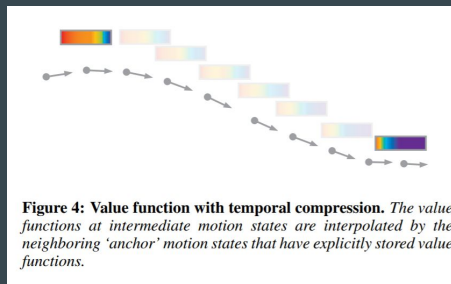 Figure 4: Value function with temporal compression. The value
functions at intermediate motion states are interpolated by the
neighboring ‘anchor’ motion states that have explicitly stored value
functions.